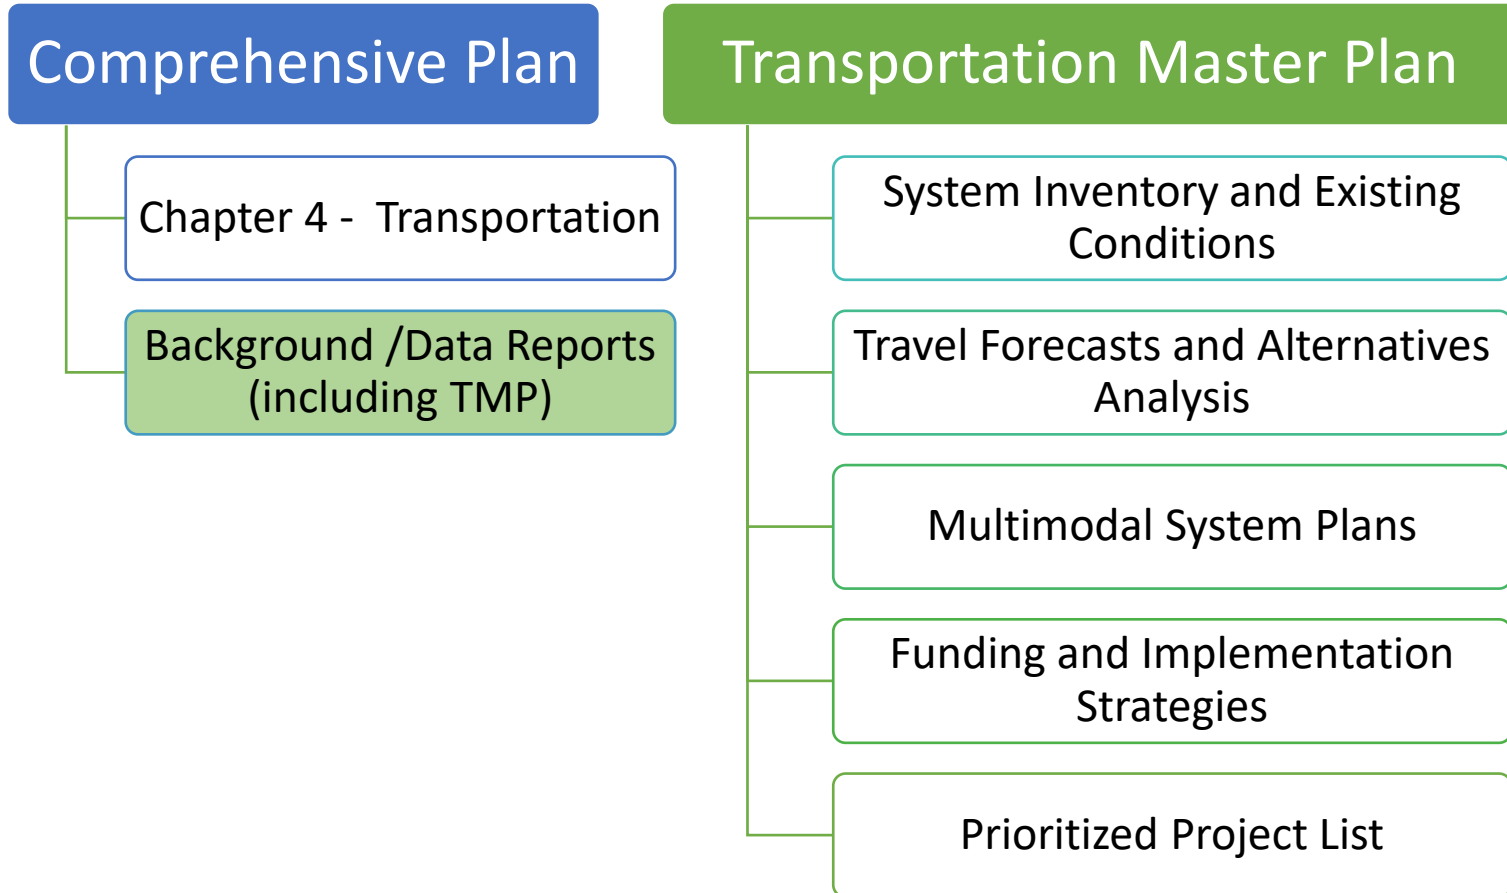 Comprehensive Plan
Chapter 4 -  Transportation
Background /Data Reports
(including TMP)
Transportation Master Plan
System Inventory and Existing
Conditions
Travel Forecasts and Alternatives
Analysis
Multimodal System Plans
Funding and Implementation
Strategies
Prioritized Project List